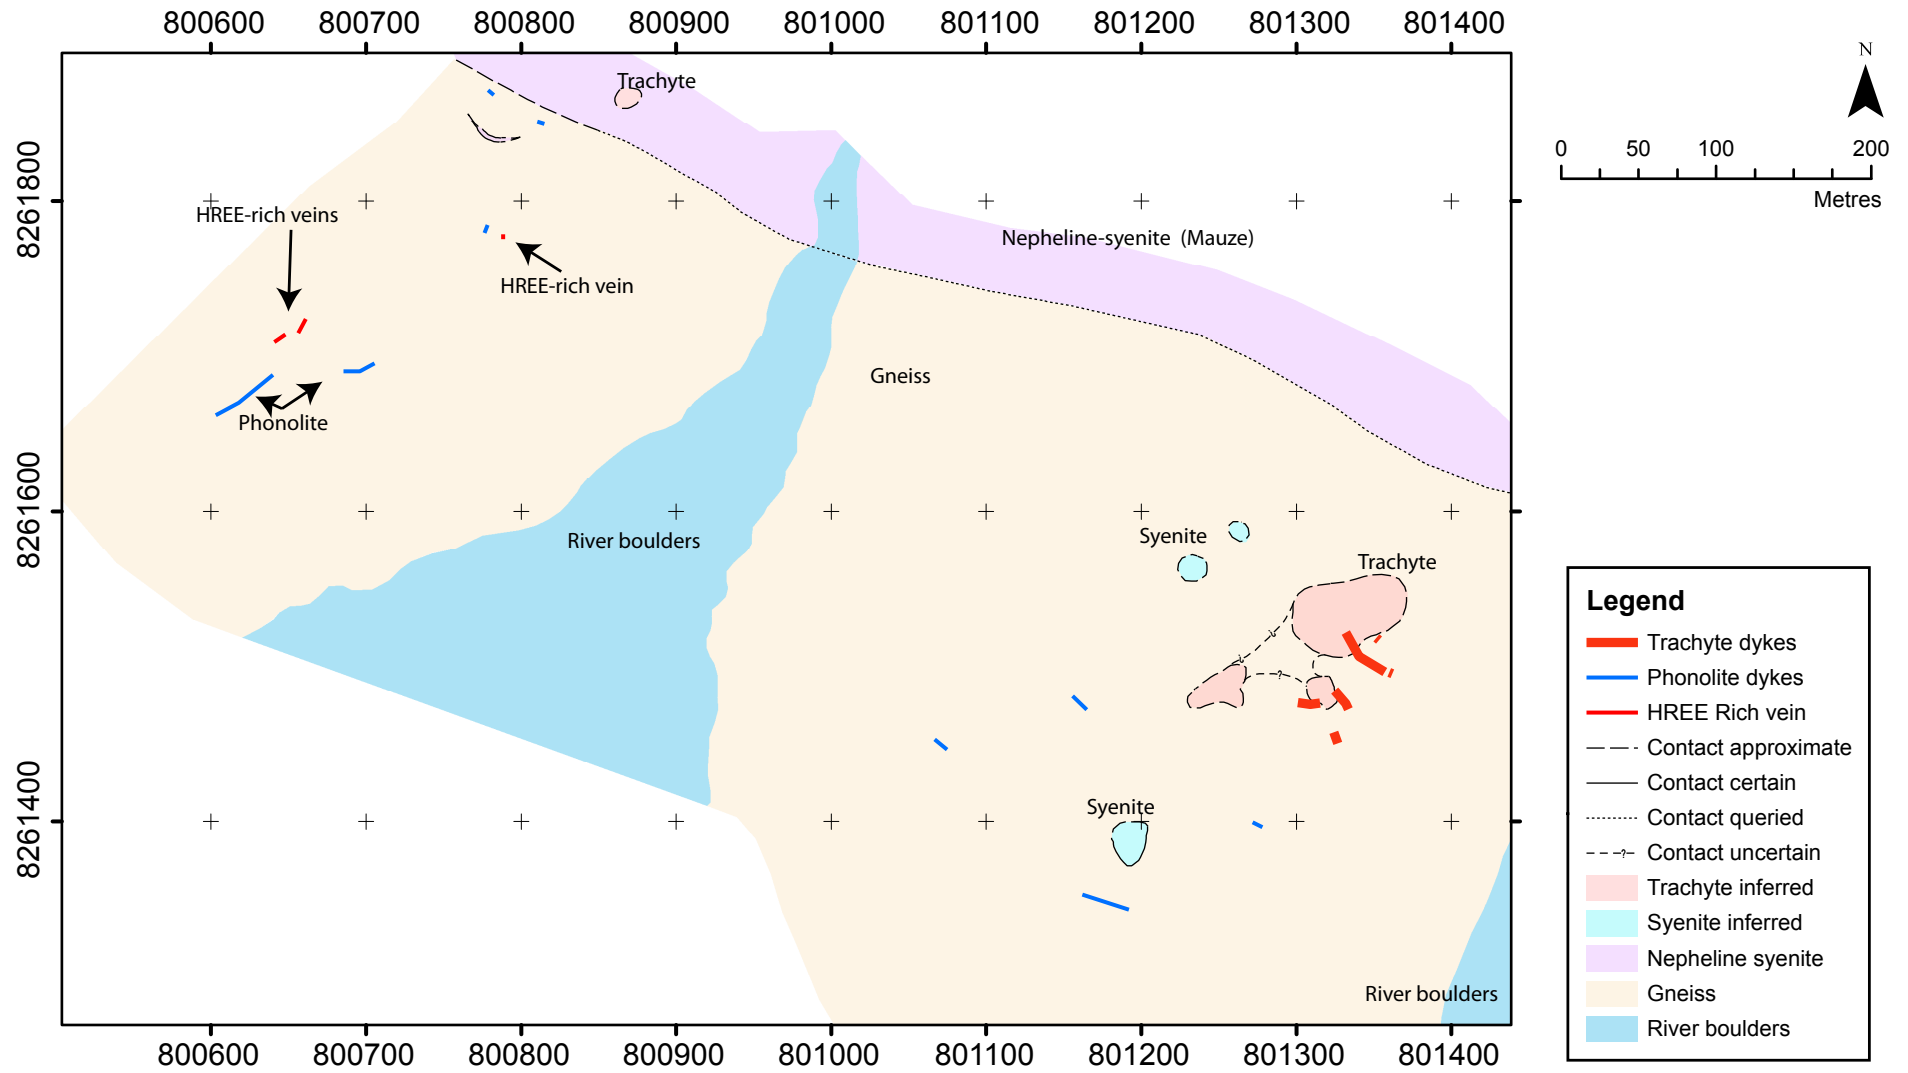 800600 800700 800800 800900 801000 801100 801200 801300 801400
N
0 50 100 200
Metres
8261800
8261600
8261400
Trachyte
HREE-rich veins
Nepheline-syenite (Mauze)
HREE-rich vein
Gneiss
Phonolite
River boulders
Syenite
Trachyte
?
?
?
Syenite
River boulders
800600 800700 800800 800900 801000 801100 801200 801300 801400
Legend
Trachyte dykes
Phonolite dykes
HREE Rich vein
Contact approximate
Contact certain
Contact queried
?
Contact uncertain
Trachyte inferred
Syenite inferred
Nepheline syenite
Gneiss
River boulders